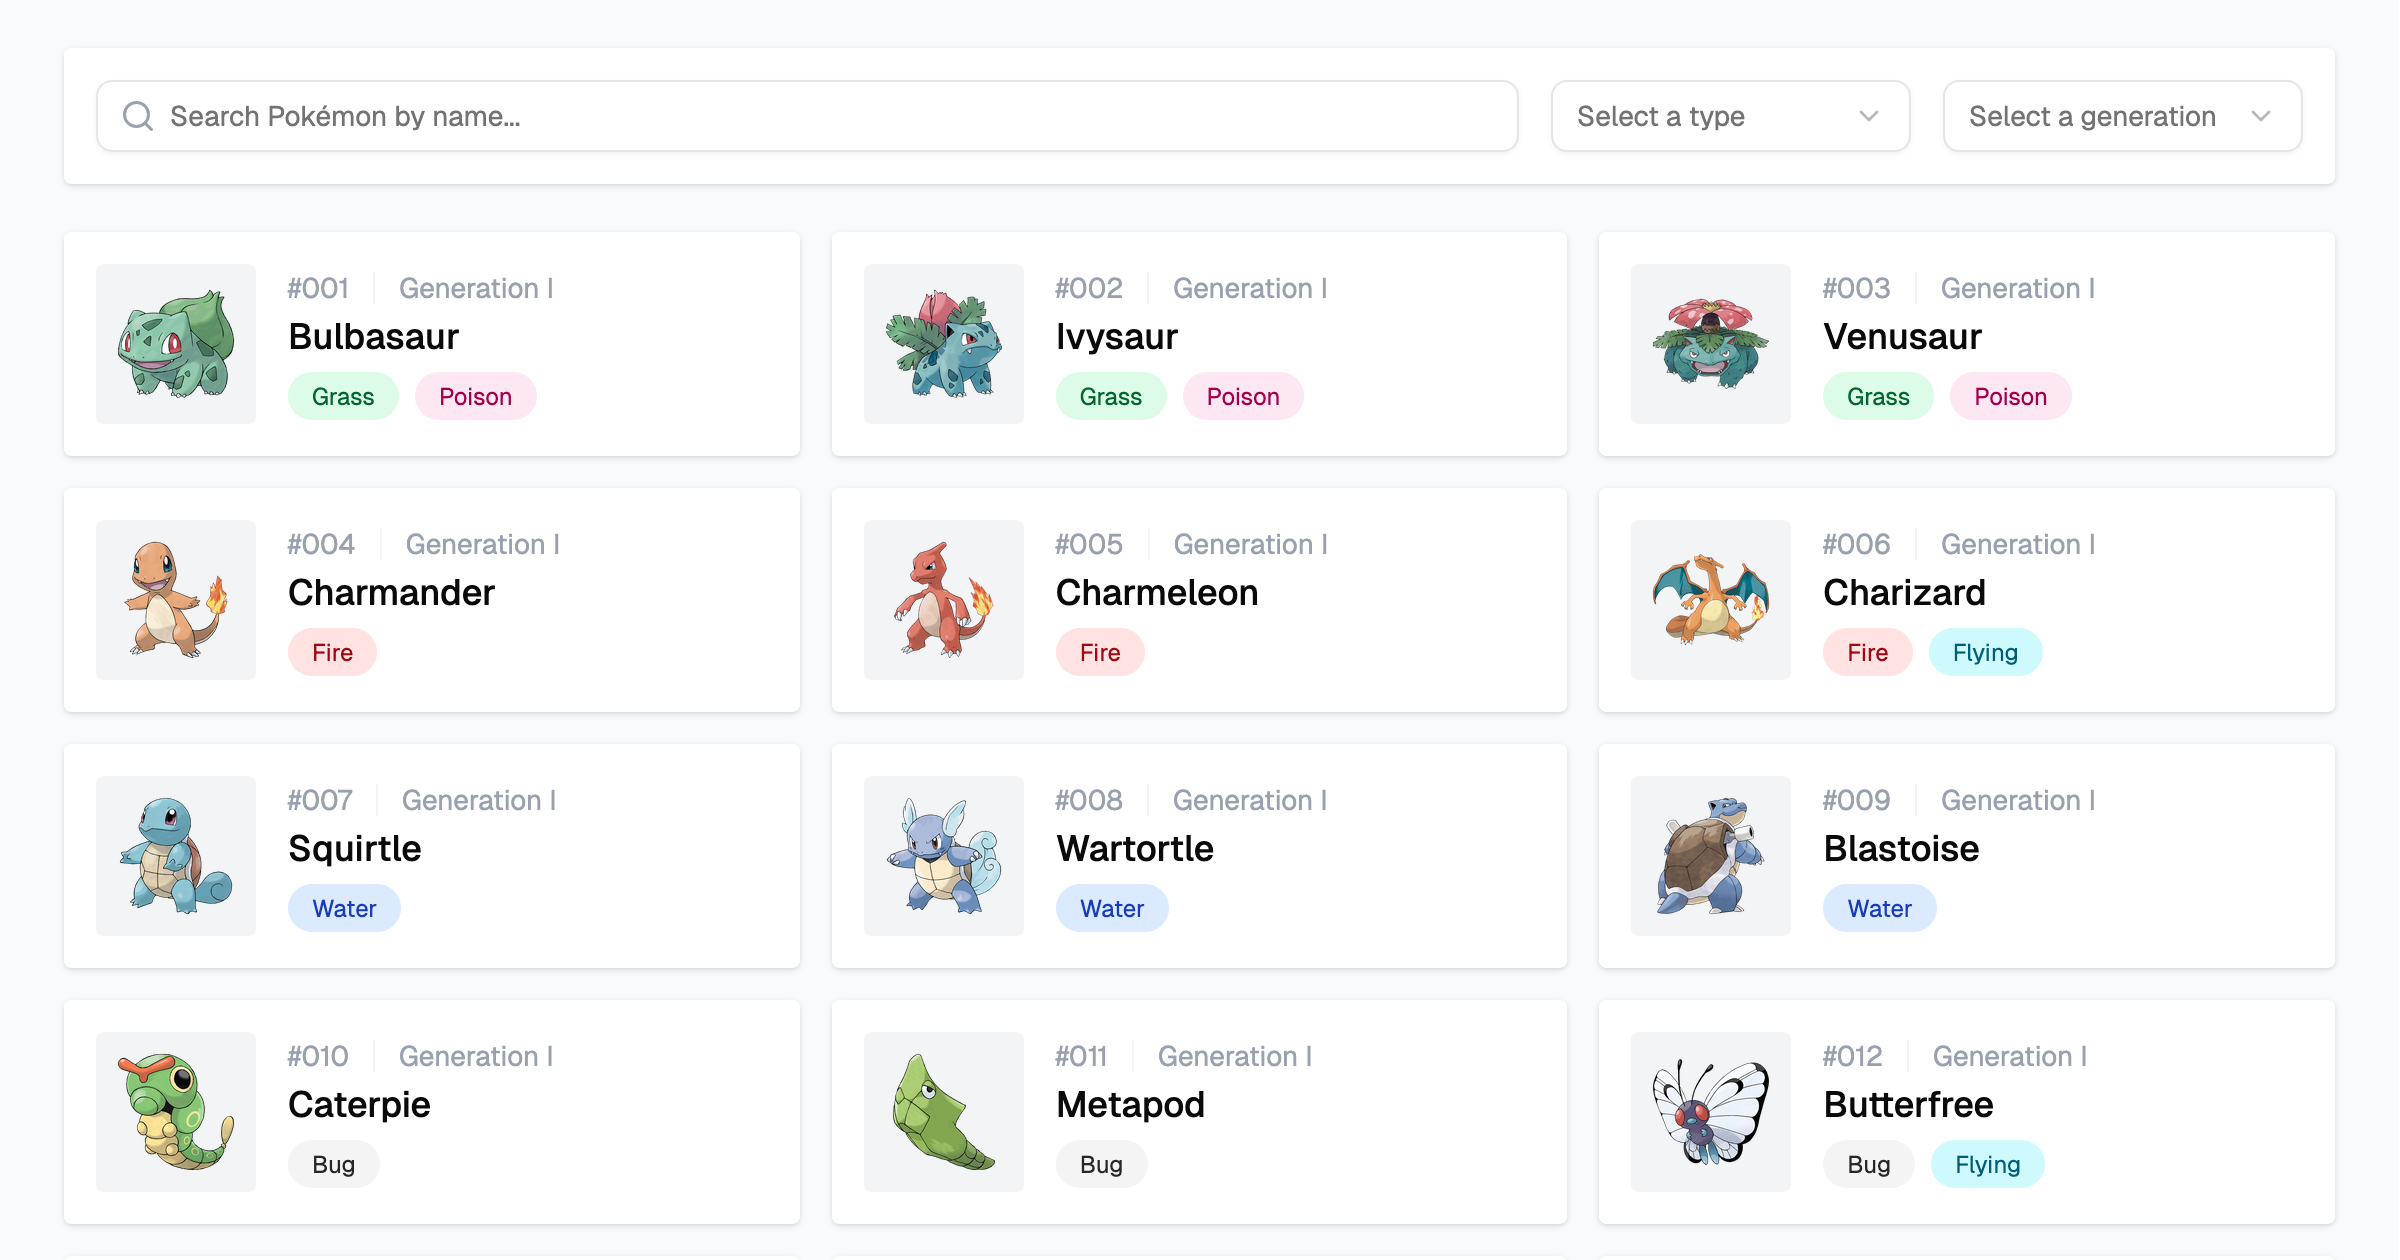 Search Pokémon by name...
Select a type
Select a generation
#001 Generation I
Bulbasaur
Grass Poison
#002 Generation I
Ivysaur
Grass Poison
#003 Generation I
Venusaur
Grass Poison
#004 Generation I
Charmander
Fire
#005 Generation I
Charmeleon
Fire
#006 Generation I
Charizard
Fire Flying
#007 Generation I
Squirtle
Water
#008 Generation I
Wartortle
Water
#009 Generation I
Blastoise
Water
#010 Generation I
Caterpie
Bug
#011 Generation I
Metapod
Bug
#012 Generation I
Butterfree
Bug Flying